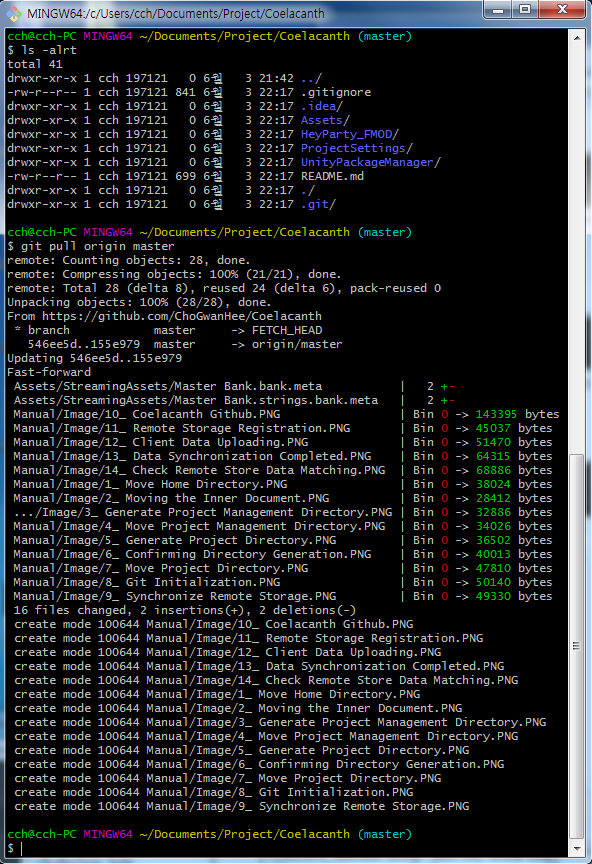 MINGW64:/c/Users/cch/Documents/Project/Coelacanth
cch@cch-PC MINGW64 ~/Documents/Project/Coelacanth (master)
$ ls -alrt
total 41
drwxr-xr-x 1 cch 197121   0 6월   3 21:42 ../
-rw-r--r-- 1 cch 197121 841 6월   3 22:17 .gitignore
drwxr-xr-x 1 cch 197121   0 6월   3 22:17 .idea/
drwxr-xr-x 1 cch 197121   0 6월   3 22:17 Assets/
drwxr-xr-x 1 cch 197121   0 6월   3 22:17 HeyParty_FMOD/
drwxr-xr-x 1 cch 197121   0 6월   3 22:17 ProjectSettings/
drwxr-xr-x 1 cch 197121   0 6월   3 22:17 UnityPackageManager/
-rw-r--r-- 1 cch 197121 699 6월   3 22:17 README.md
drwxr-xr-x 1 cch 197121   0 6월   3 22:17 ./
drwxr-xr-x 1 cch 197121   0 6월   3 22:17 .git/
cch@cch-PC MINGW64 ~/Documents/Project/Coelacanth (master)
$ git pull origin master
remote: Counting objects: 28, done.
remote: Compressing objects: 100% (21/21), done.
remote: Total 28 (delta 8), reused 24 (delta 6), pack-reused 0
Unpacking objects: 100% (28/28), done.
From https://github.com/ChoGwanHee/Coelacanth
 * branch            master     -> FETCH_HEAD
   546ee5d..155e979  master     -> origin/master
Updating 546ee5d..155e979
Fast-forward
 Assets/StreamingAssets/Master Bank.bank.meta           |   2 +-
 Assets/StreamingAssets/Master Bank.strings.bank.meta   |   2 +-
 Manual/Image/10_ Coelacanth Github.PNG                 | Bin 0 -> 143395 bytes
 Manual/Image/11_ Remote Storage Registration.PNG       | Bin 0 -> 45037 bytes
 Manual/Image/12_ Client Data Uploading.PNG             | Bin 0 -> 51470 bytes
 Manual/Image/13_ Data Synchronization Completed.PNG    | Bin 0 -> 64315 bytes
 Manual/Image/14_ Check Remote Store Data Matching.PNG  | Bin 0 -> 68886 bytes
 Manual/Image/1_ Move Home Directory.PNG                | Bin 0 -> 38024 bytes
 Manual/Image/2_ Moving the Inner Document.PNG          | Bin 0 -> 28412 bytes
 .../Image/3_ Generate Project Management Directory.PNG | Bin 0 -> 32886 bytes
 Manual/Image/4_ Move Project Management Directory.PNG  | Bin 0 -> 34026 bytes
 Manual/Image/5_ Generate Project Directory.PNG         | Bin 0 -> 36502 bytes
 Manual/Image/6_ Confirming Directory Generation.PNG    | Bin 0 -> 40013 bytes
 Manual/Image/7_ Move Project Directory.PNG             | Bin 0 -> 47810 bytes
 Manual/Image/8_ Git Initialization.PNG                 | Bin 0 -> 50140 bytes
 Manual/Image/9_ Synchronize Remote Storage.PNG         | Bin 0 -> 49330 bytes
 16 files changed, 2 insertions(+), 2 deletions(-)
 create mode 100644 Manual/Image/10_ Coelacanth Github.PNG
 create mode 100644 Manual/Image/11_ Remote Storage Registration.PNG
 create mode 100644 Manual/Image/12_ Client Data Uploading.PNG
 create mode 100644 Manual/Image/13_ Data Synchronization Completed.PNG
 create mode 100644 Manual/Image/14_ Check Remote Store Data Matching.PNG
 create mode 100644 Manual/Image/1_ Move Home Directory.PNG
 create mode 100644 Manual/Image/2_ Moving the Inner Document.PNG
 create mode 100644 Manual/Image/3_ Generate Project Management Directory.PNG
 create mode 100644 Manual/Image/4_ Move Project Management Directory.PNG
 create mode 100644 Manual/Image/5_ Generate Project Directory.PNG
 create mode 100644 Manual/Image/6_ Confirming Directory Generation.PNG
 create mode 100644 Manual/Image/7_ Move Project Directory.PNG
 create mode 100644 Manual/Image/8_ Git Initialization.PNG
 create mode 100644 Manual/Image/9_ Synchronize Remote Storage.PNG
cch@cch-PC MINGW64 ~/Documents/Project/Coelacanth (master)
$